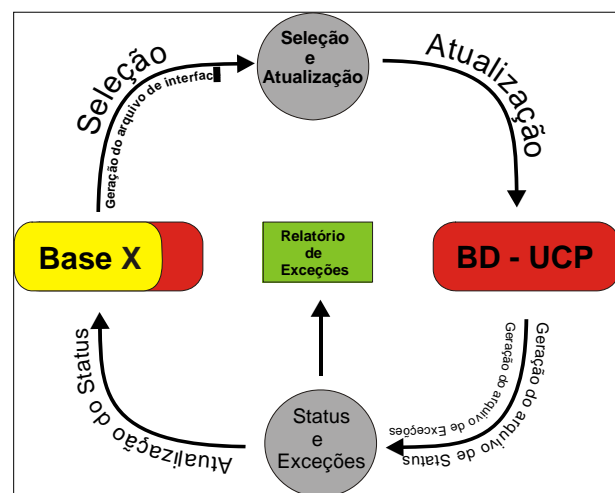 Seleção
Geração do arquivo de interfac
Seleção
e
Atualização
Atualização
Base X
Relatório
de
Exceções
BD - UCP
Atualização do Status
Status
e
Exceções
Geração do arquivo de Exceções
Geração do arquivo de Status